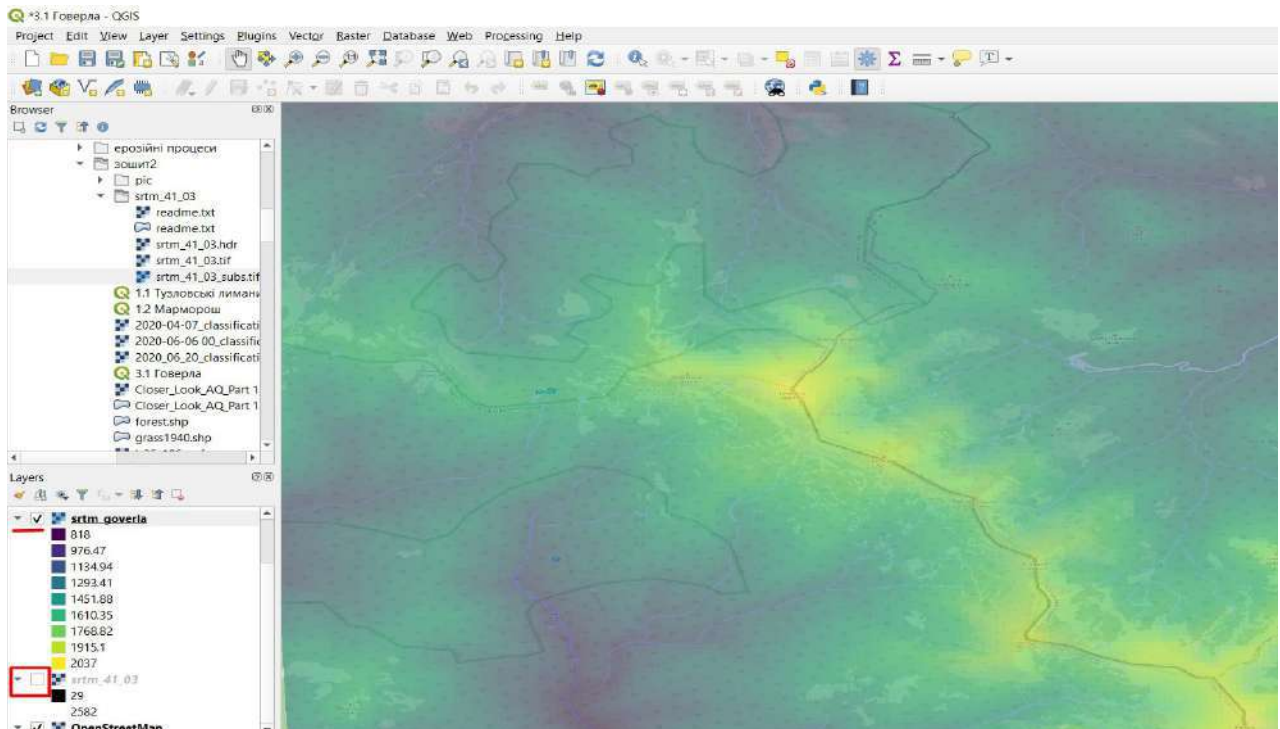 *3.1 Говерла - QGIS
Project Edit View Layer Settings Plugins Vector Raster Database Web Processing Help
Browser
ерозійні процеси
зошит2
pic
srtm_41_03
readme.txt
readme.txt
srtm_41_03.hdr
srtm_41_03.tif
srtm_41_03_subs.tif
1.1 Тузловські лимани
1.2 Марморош
2020-04-07_classificati
2020-06-06 00_classific
2020_06_20_classificati
3.1 Говерла
Closer_Look_AQ_Part 1
Closer_Look_AQ_Part 1
forest.shp
grass1940.shp
Layers
srtm_goverla
818
976.47
1134.94
1293.41
1451.88
1610.35
1768.82
1915.1
2037
srtm_41_03
29
2582
OpenStreetMap